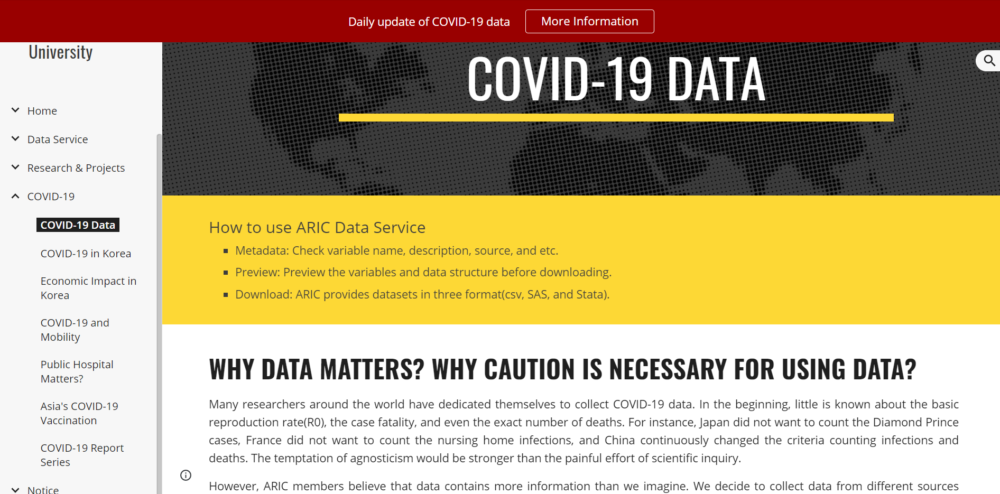 Daily update of COVID-19 data
More Information
University
Home
Data Service
Research & Projects
COVID-19
COVID-19 Data
COVID-19 in Korea
Economic Impact in
Korea
COVID-19 and
Mobility
Public Hospital
Matters?
Asia's COVID-19
Vaccination
COVID-19 Report
Series
Notice
COVID-19 DATA
How to use ARIC Data Service
▪ Metadata: Check variable name, description, source, and etc.
▪ Preview: Preview the variables and data structure before downloading.
▪ Download: ARIC provides datasets in three format(csv, SAS, and Stata).
WHY DATA MATTERS? WHY CAUTION IS NECESSARY FOR USING DATA?
Many researchers around the world have dedicated themselves to collect COVID-19 data. In the beginning, little is known about the basic
reproduction rate(R0), the case fatality, and even the exact number of deaths. For instance, Japan did not want to count the Diamond Prince
cases, France did not want to count the nursing home infections, and China continuously changed the criteria counting infections and
deaths. The temptation of agnosticism would be stronger than the painful effort of scientific inquiry.
However, ARIC members believe that data contains more information than we imagine. We decide to collect data from different sources